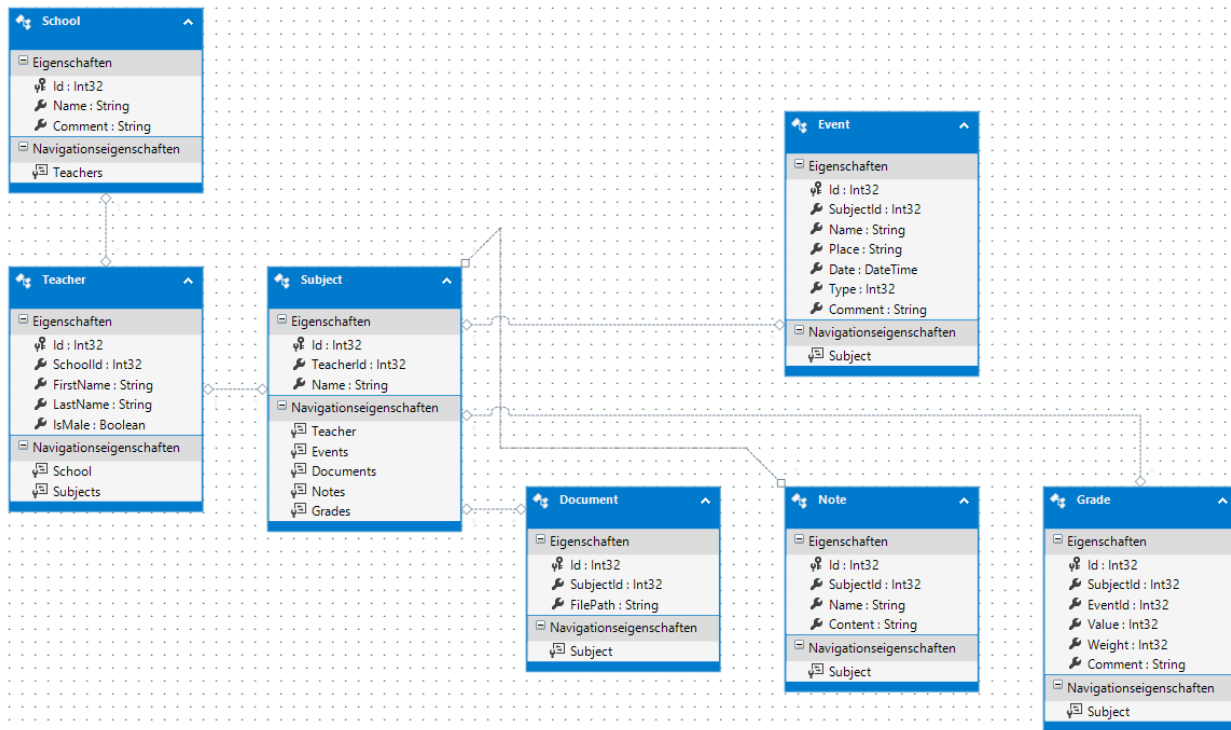 School
Eigenschaften
Id : Int32
Name : String
Comment : String
Navigationseigenschaften
Teachers
Teacher
Eigenschaften
Id : Int32
SchoolId : Int32
FirstName : String
LastName : String
IsMale : Boolean
Navigationseigenschaften
School
Subjects
Subject
Eigenschaften
Id : Int32
TeacherId : Int32
Name : String
Navigationseigenschaften
Teacher
Events
Documents
Notes
Grades
Event
Eigenschaften
Id : Int32
SubjectId : Int32
Name : String
Place : String
Date : DateTime
Type : Int32
Comment : String
Navigationseigenschaften
Subject
Document
Eigenschaften
Id : Int32
SubjectId : Int32
FilePath : String
Navigationseigenschaften
Subject
Note
Eigenschaften
Id : Int32
SubjectId : Int32
Name : String
Content : String
Navigationseigenschaften
Subject
Grade
Eigenschaften
Id : Int32
SubjectId : Int32
EventId : Int32
Value : Int32
Weight : Int32
Comment : String
Navigationseigenschaften
Subject